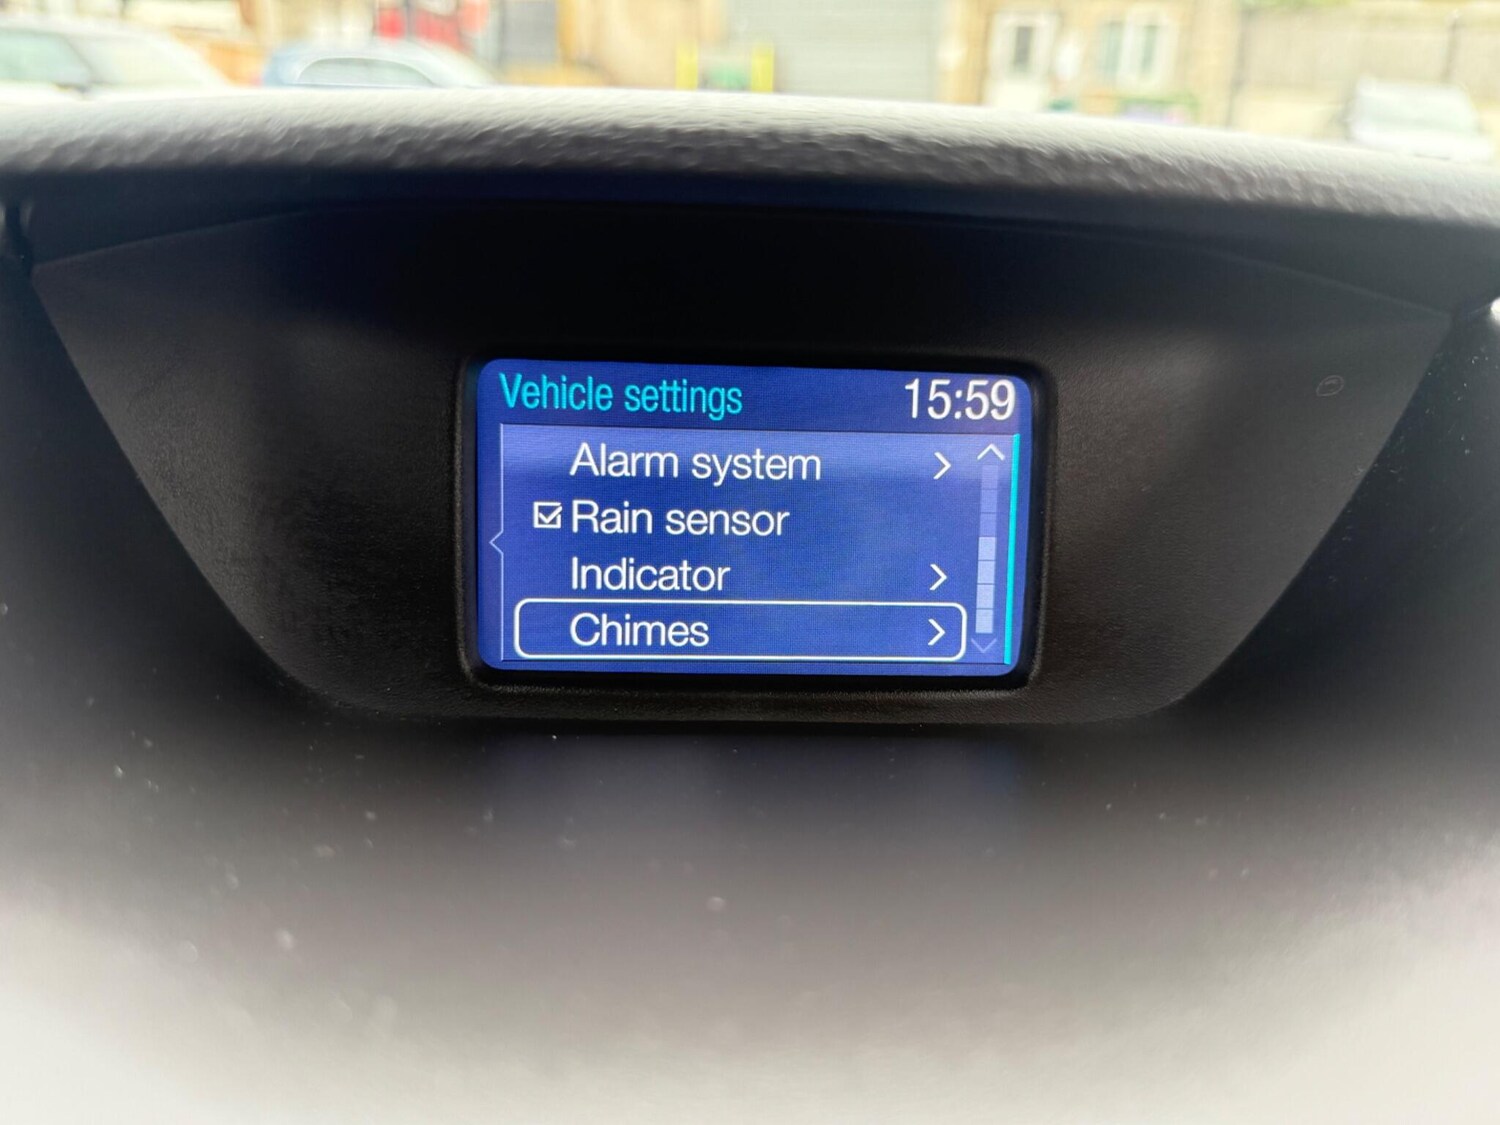 Vehicle settings 15:59
Alarm system
Rain sensor
Indicator
Chimes